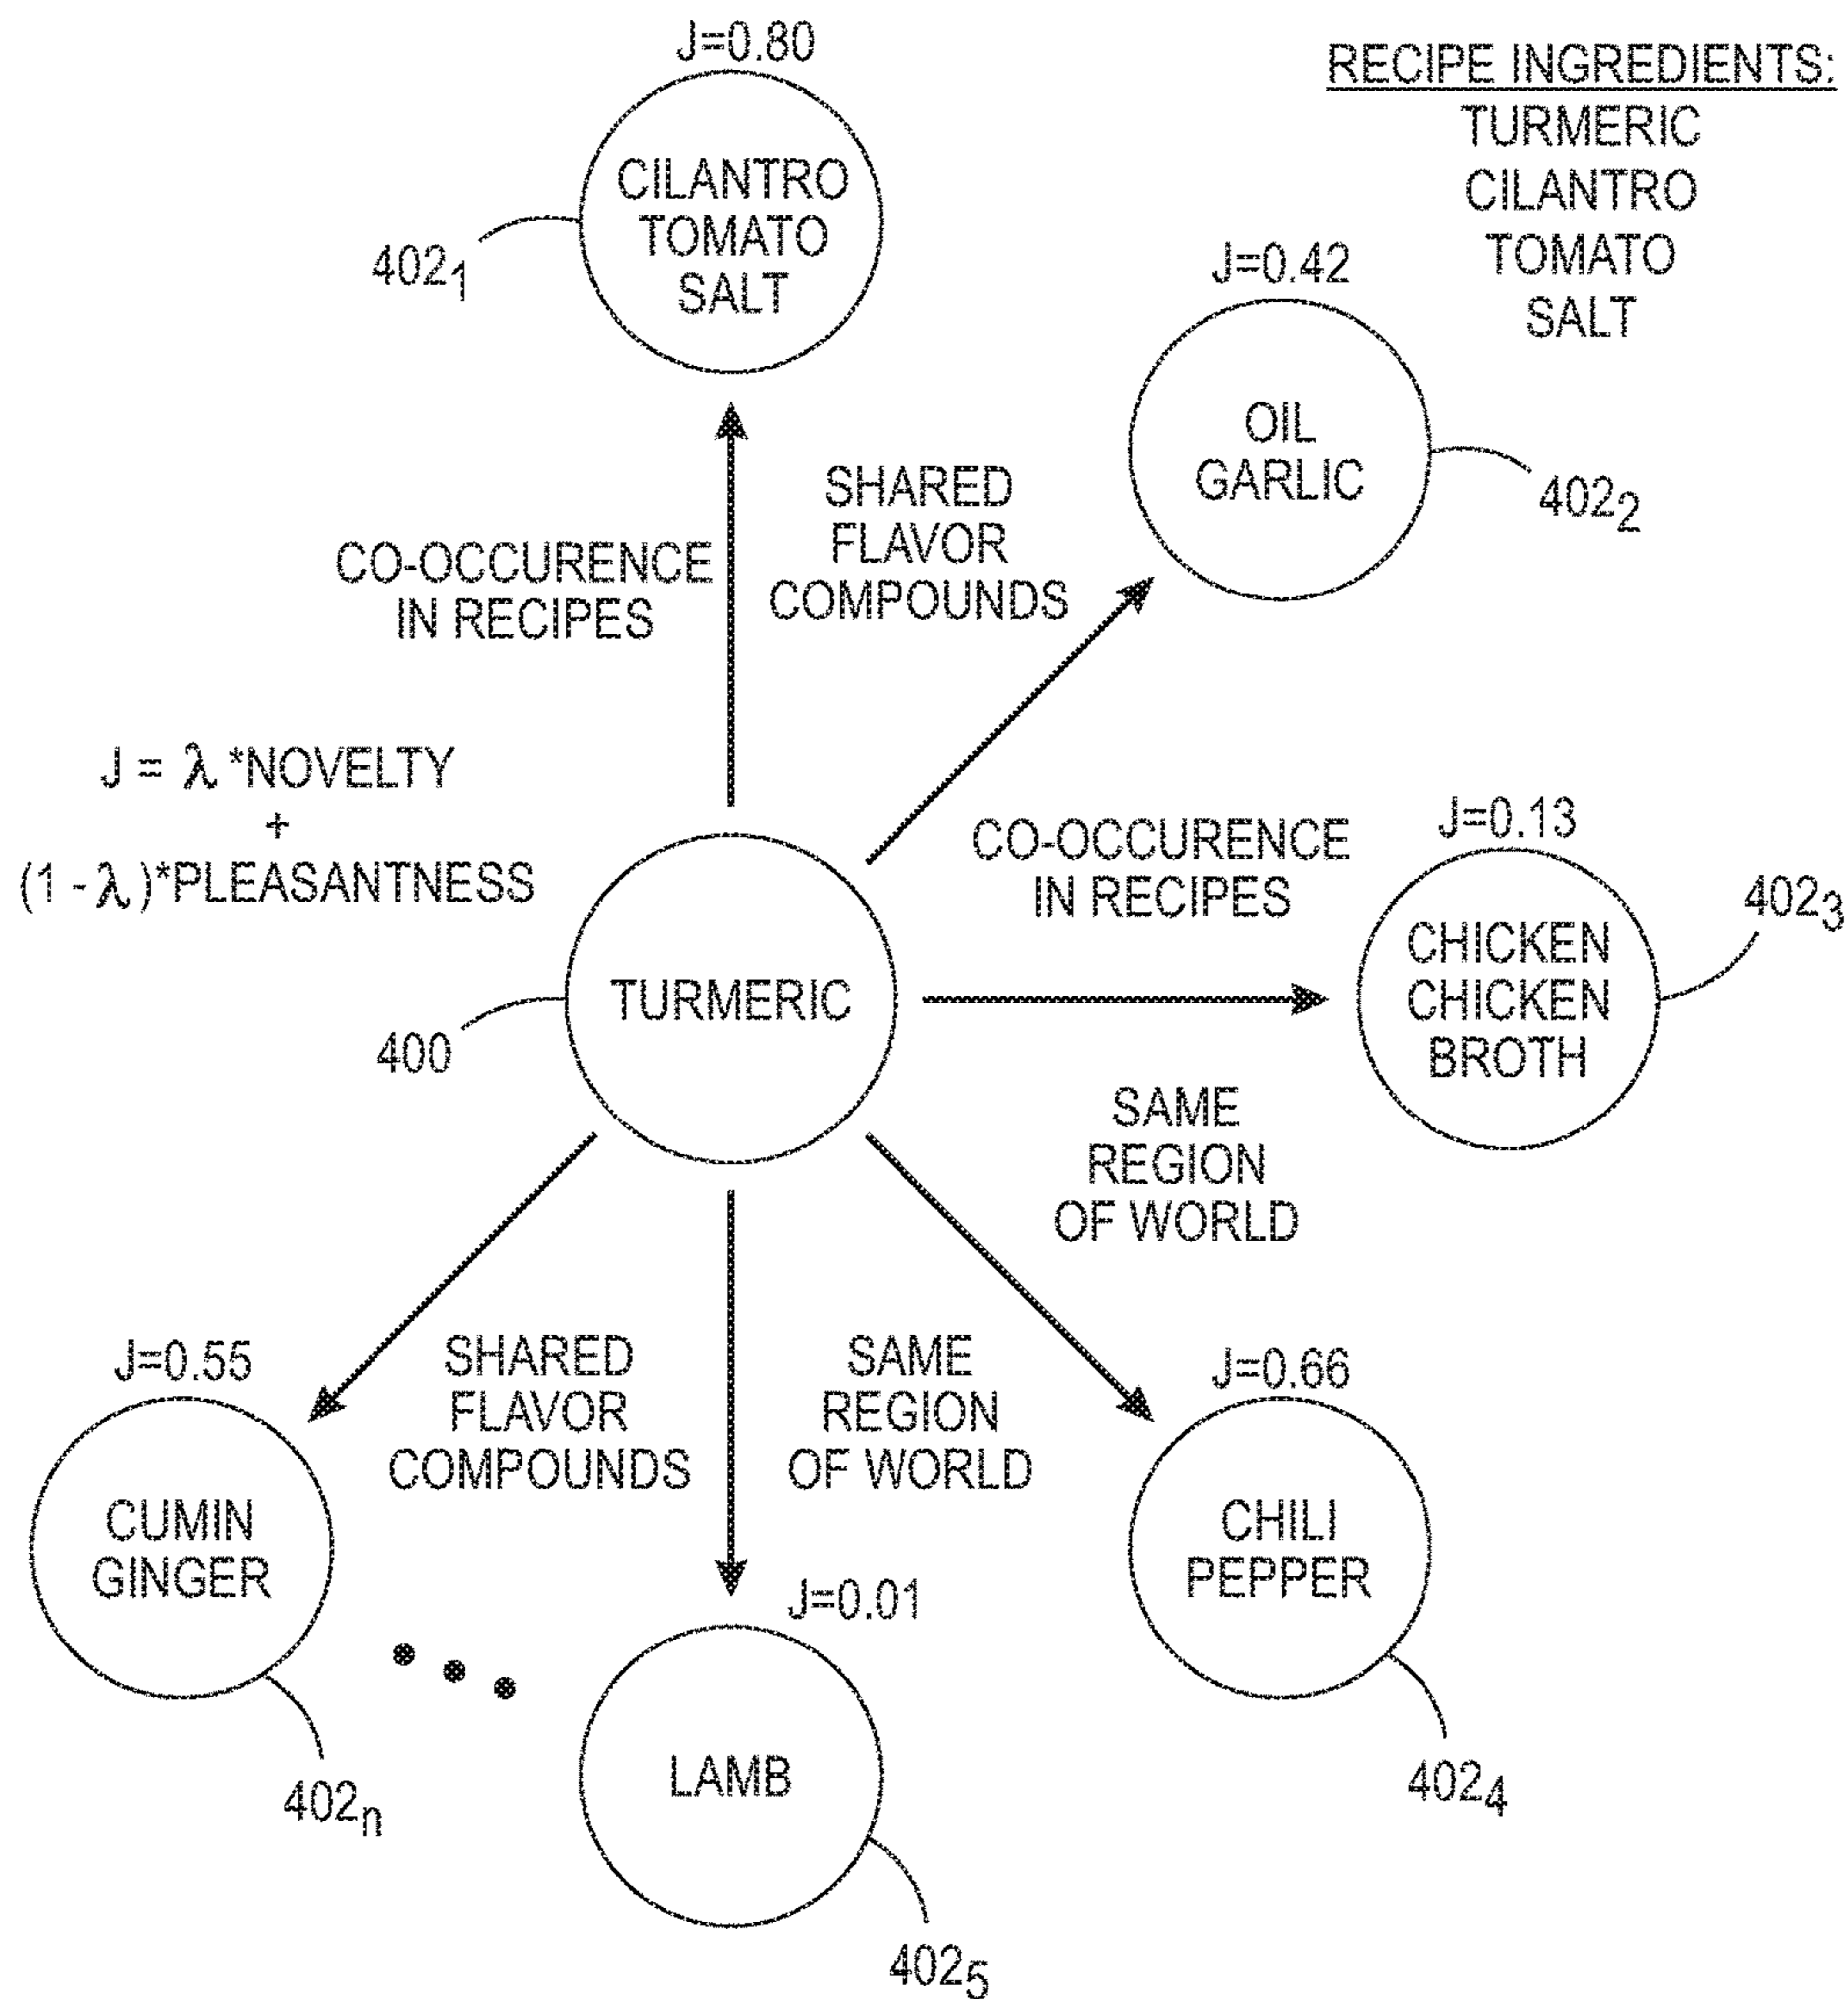 J=0.80
CILANTRO
TOMATO
SALT
402₁
RECIPE INGREDIENTS:
TURMERIC
CILANTRO
TOMATO
SALT
J=0.42
OIL
GARLIC
402₂
CO-OCCURENCE
IN RECIPES
SHARED
FLAVOR
COMPOUNDS
J = λ *NOVELTY
+
(1 - λ)*PLEASANTNESS
TURMERIC
400
CO-OCCURENCE
IN RECIPES
J=0.13
CHICKEN
CHICKEN
BROTH
402₃
SAME
REGION
OF WORLD
J=0.55
CUMIN
GINGER
402ₙ
SHARED
FLAVOR
COMPOUNDS
SAME
REGION
OF WORLD
J=0.66
CHILI
PEPPER
402₄
J=0.01
LAMB
402₅